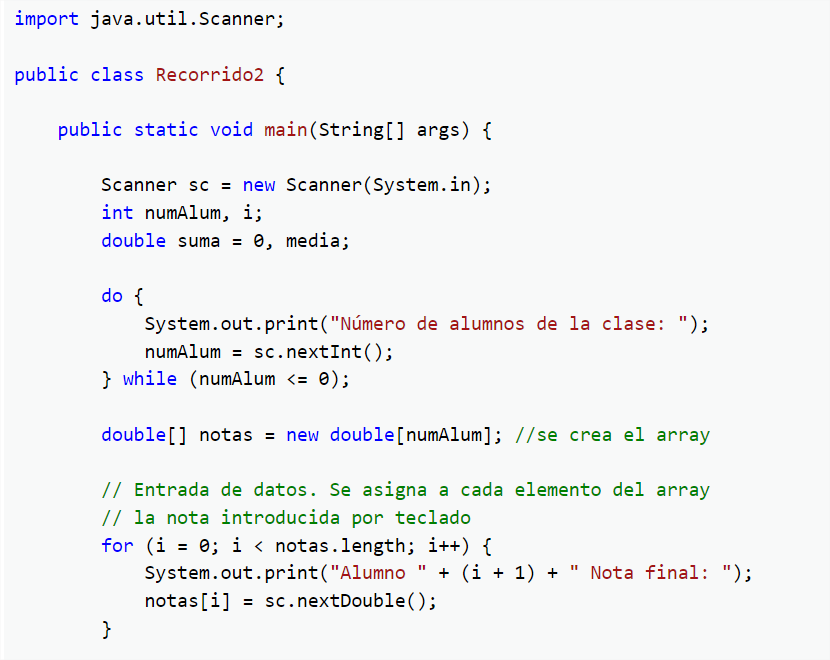 import java.util.Scanner;
public class Recorrido2 {
public static void main(String[] args) {
Scanner sc = new Scanner(System.in);
int numAlum, i;
double suma = 0, media;
do {
System.out.print("Número de alumnos de la clase: ");
numAlum = sc.nextInt();
} while (numAlum <= 0);
double[] notas = new double[numAlum]; //se crea el array
// Entrada de datos. Se asigna a cada elemento del array
// la nota introducida por teclado
for (i = 0; i < notas.length; i++) {
System.out.print("Alumno " + (i + 1) + " Nota final: ");
notas[i] = sc.nextDouble();
}